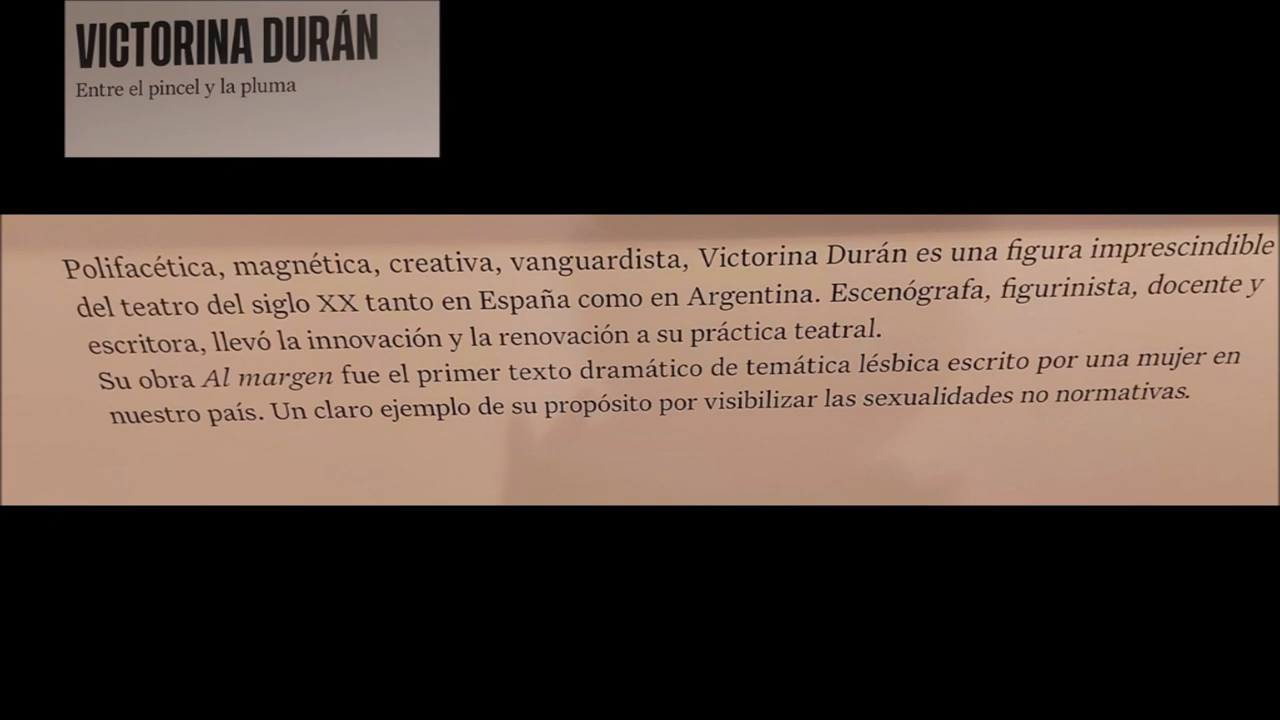 VICTORINA DURÁN
Entre el pincel y la pluma
Polifacética, magnética, creativa, vanguardista, Victorina Durán es una figura imprescindible
del teatro del siglo XX tanto en España como en Argentina. Escenógrafa, figurinista, docente y
escritora, llevó la innovación y la renovación a su práctica teatral.
Su obra Al margen fue el primer texto dramático de temática lésbica escrito por una mujer en
nuestro país. Un claro ejemplo de su propósito por visibilizar las sexualidades no normativas.